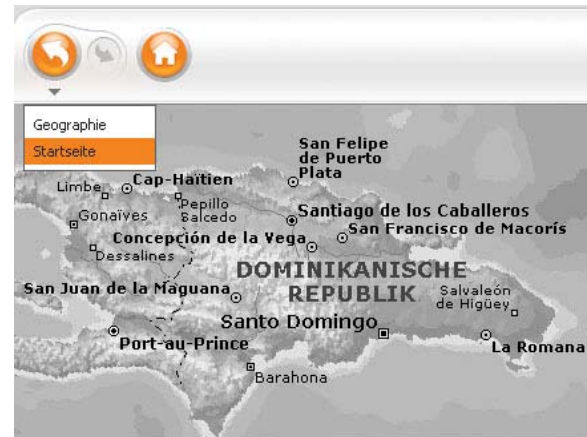 Geographie
Startseite
San Felipe
de Puerto
Plata
Limbe
Cap-Haïtien
Pepillo
Salcedo
Gonaïves
Santiago de los Caballeros
San Francisco de Macorís
Concepción de la Vega
Dessalines
DOMINIKANISCHE
REPUBLIK
San Juan de la Maguana
Salvaleón
de Higüey
Santo Domingo
Port-au-Prince
La Romana
Barahona